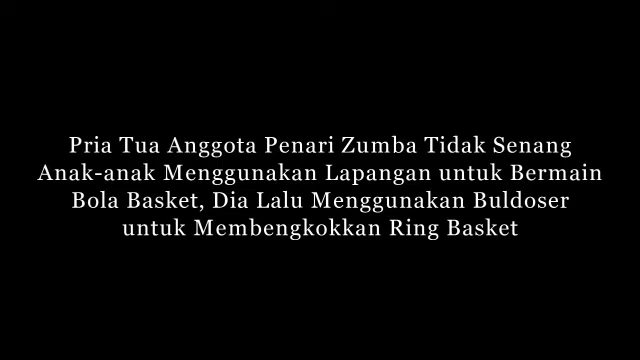 Pria Tua Anggota Penari Zumba Tidak Senang
Anak-anak Menggunakan Lapangan untuk Bermain
Bola Basket, Dia Lalu Menggunakan Buldoser
untuk Membengkokkan Ring Basket